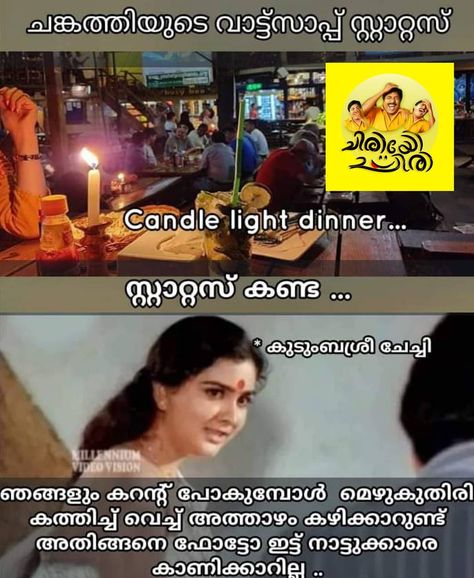 ചങ്കത്തിയുടെ വാട്ട്സാപ്പ് സ്റ്റാറ്റസ്
ചിരിയേ ചിരി
Candle light dinner...
സ്റ്റാറ്റസ് കണ്ട ...
* കുടുംബശ്രീ ചേച്ചി
MILLENNIUM
VIDEO VISION
ഞങ്ങളും കറന്റ് പോകുമ്പോൾ മെഴുകുതിരി
കത്തിച്ച് വെച്ച് അത്താഴം കഴിക്കാറുണ്ട്
അതിങ്ങനെ ഫോട്ടോ ഇട്ട് നാട്ടുക്കാരെ
കാണിക്കാറില്ല ..